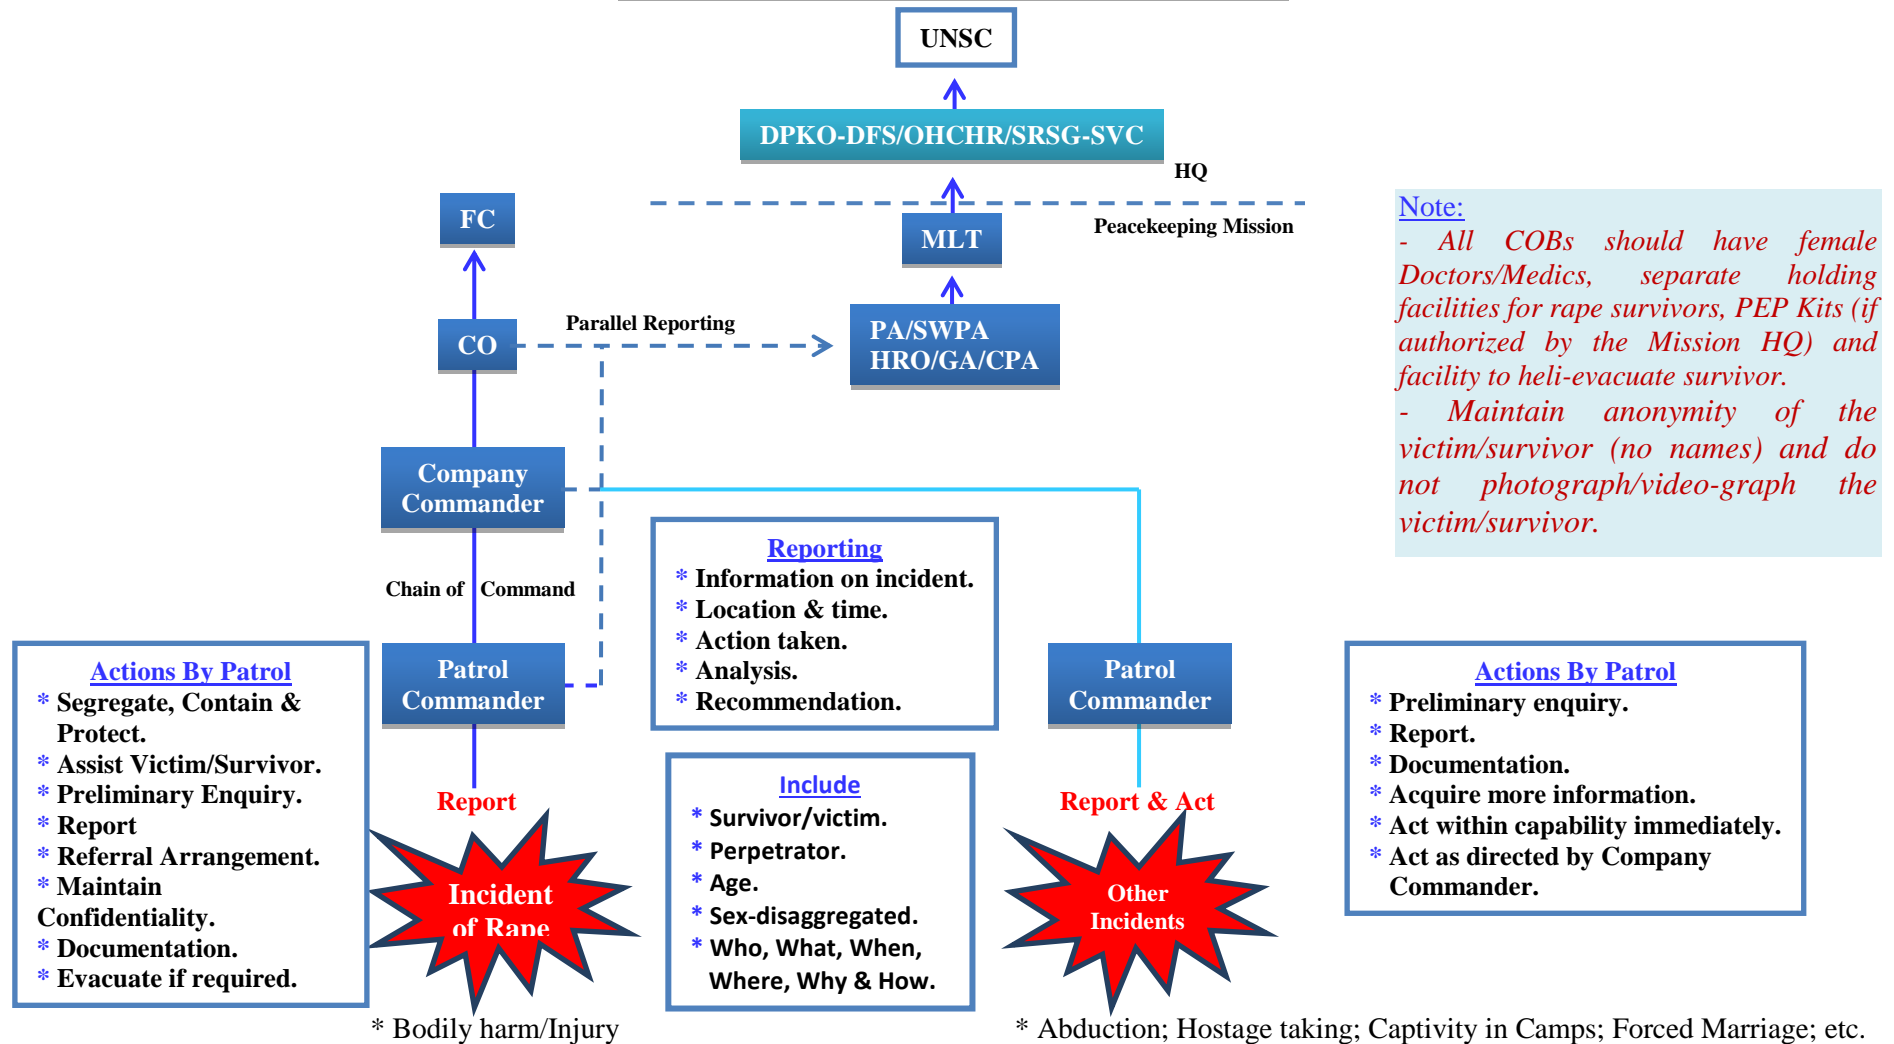 UNSC
DPKO-DFS/OHCHR/SRSG-SVC
HQ
Peacekeeping Mission
FC
MLT
CO
Parallel Reporting
PA/SWPA
HRO/GA/CPA
Note:
- All COBs should have female
Doctors/Medics, separate holding
facilities for rape survivors, PEP Kits (if
authorized by the Mission HQ) and
facility to heli-evacuate survivor.
- Maintain anonymity of the
victim/survivor (no names) and do
not photograph/video-graph the
victim/survivor.
Company
Commander
Chain of Command
Reporting
* Information on incident.
* Location & time.
* Action taken.
* Analysis.
* Recommendation.
Patrol
Commander
Patrol
Commander
Actions By Patrol
* Segregate, Contain &
Protect.
* Assist Victim/Survivor.
* Preliminary Enquiry.
* Report
* Referral Arrangement.
* Maintain
Confidentiality.
* Documentation.
* Evacuate if required.
Report
Incident
of Rape
* Bodily harm/Injury
Include
* Survivor/victim.
* Perpetrator.
* Age.
* Sex-disaggregated.
* Who, What, When,
Where, Why & How.
Report & Act
Other
Incidents
* Abduction; Hostage taking; Captivity in Camps; Forced Marriage; etc.
Actions By Patrol
* Preliminary enquiry.
* Report.
* Documentation.
* Acquire more information.
* Act within capability immediately.
* Act as directed by Company
Commander.